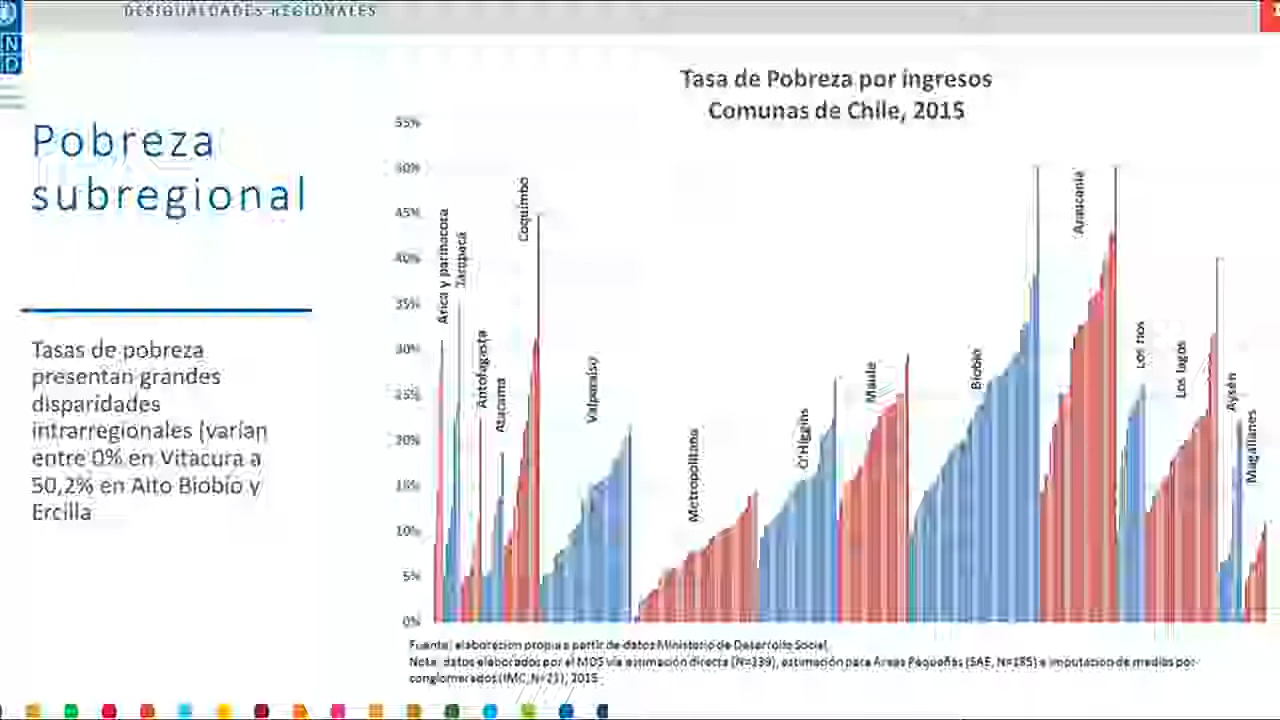 DESIGUALDADES REGIONALES
N
D
Pobreza
subregional
Tasas de pobreza
presentan grandes
disparidades
intrarregionales (varían
entre 0% en Vitacura a
50,2% en Alto Biobío y
Ercilla
Tasa de Pobreza por ingresos
Comunas de Chile, 2015
55%
50%
45%
40%
35%
30%
25%
20%
15%
10%
5%
0%
Arica y parinacota
Tarapacá
Antofagasta
Atacama
Coquimbo
Valparaíso
Metropolitana
O'Higgins
Maule
Biobío
Araucanía
Los rios
Los lagos
Aysén
Magallanes
Fuente: elaboración propia a partir de datos Ministerio de Desarrollo Social.
Nota: datos elaborados por el MDS vía estimación directa (N=139), estimación para Areas Pequeñas (SAE, N=185) e imputación de medias por
conglomerados (IMC, N=21), 2015